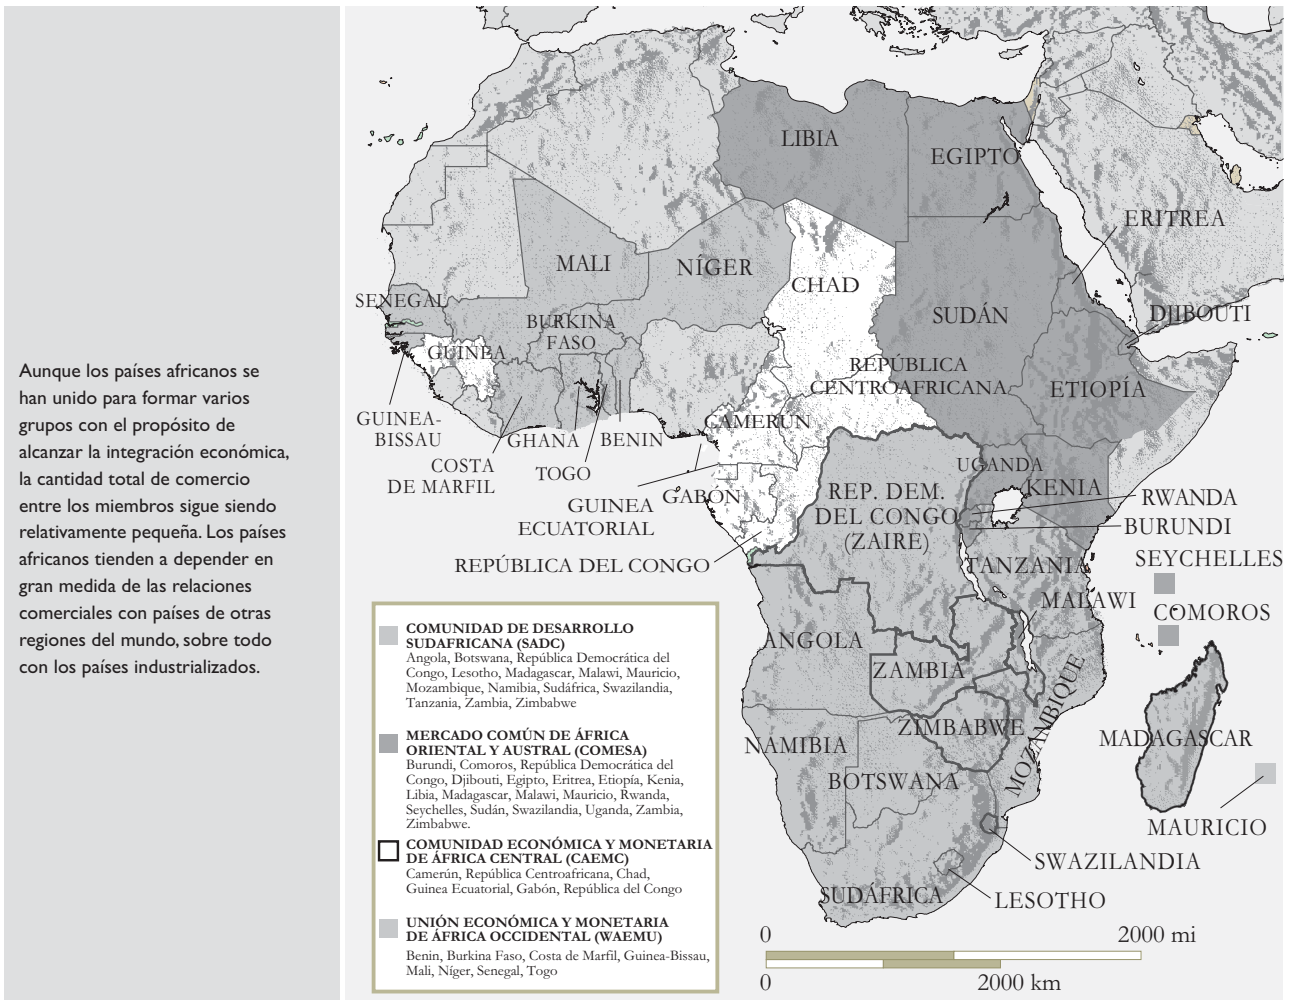 Aunque los países africanos se
han unido para formar varios
grupos con el propósito de
alcanzar la integración económica,
la cantidad total de comercio
entre los miembros sigue siendo
relativamente pequeña. Los países
africanos tienden a depender en
gran medida de las relaciones
comerciales con países de otras
regiones del mundo, sobre todo
con los países industrializados.
LIBIA
EGIPTO
ERITREA
MALI
NÍGER
CHAD
SENEGAL
SUDÁN
DJIBOUTI
BURKINA
FASO
GUINEA
REPÚBLICA
CENTROAFRICANA
ETIOPÍA
GUINEA-
BISSAU
GHANA
BENIN
CAMERÚN
COSTA
DE MARFIL
TOGO
UGANDA
KENIA
GUINEA
ECUATORIAL
GABÓN
REP. DEM.
DEL CONGO
(ZAIRE)
RWANDA
BURUNDI
REPÚBLICA DEL CONGO
TANZANIA
SEYCHELLES
MALAWI
COMOROS
ANGOLA
ZAMBIA
MOZAMBIQUE
ZIMBABWE
NAMIBIA
BOTSWANA
MADAGASCAR
MAURICIO
SWAZILANDIA
SUDÁFRICA
LESOTHO
COMUNIDAD DE DESARROLLO
SUDAFRICANA (SADC)
Angola, Botswana, República Democrática del
Congo, Lesotho, Madagascar, Malawi, Mauricio,
Mozambique, Namibia, Sudáfrica, Swazilandia,
Tanzania, Zambia, Zimbabwe
MERCADO COMÚN DE ÁFRICA
ORIENTAL Y AUSTRAL (COMESA)
Burundi, Comoros, República Democrática del
Congo, Djibouti, Egipto, Eritrea, Etiopía, Kenia,
Libia, Madagascar, Malawi, Mauricio, Rwanda,
Seychelles, Sudán, Swazilandia, Uganda, Zambia,
Zimbabwe.
COMUNIDAD ECONÓMICA Y MONETARIA
DE ÁFRICA CENTRAL (CAEMC)
Camerún, República Centroafricana, Chad,
Guinea Ecuatorial, Gabón, República del Congo
UNIÓN ECONÓMICA Y MONETARIA
DE ÁFRICA OCCIDENTAL (WAEMU)
Benin, Burkina Faso, Costa de Marfil, Guinea-Bissau,
Mali, Níger, Senegal, Togo
0 2000 mi
0 2000 km